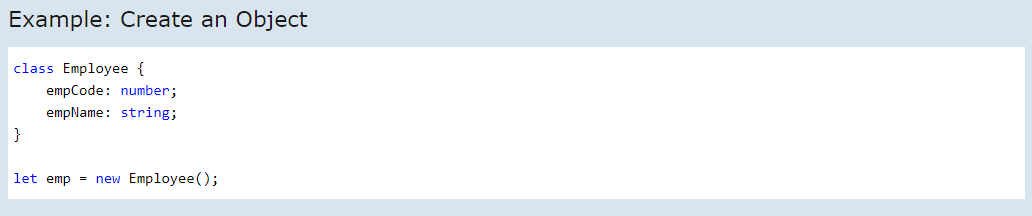 Example: Create an Object
class Employee {
    empCode: number;
    empName: string;
}
let emp = new Employee();